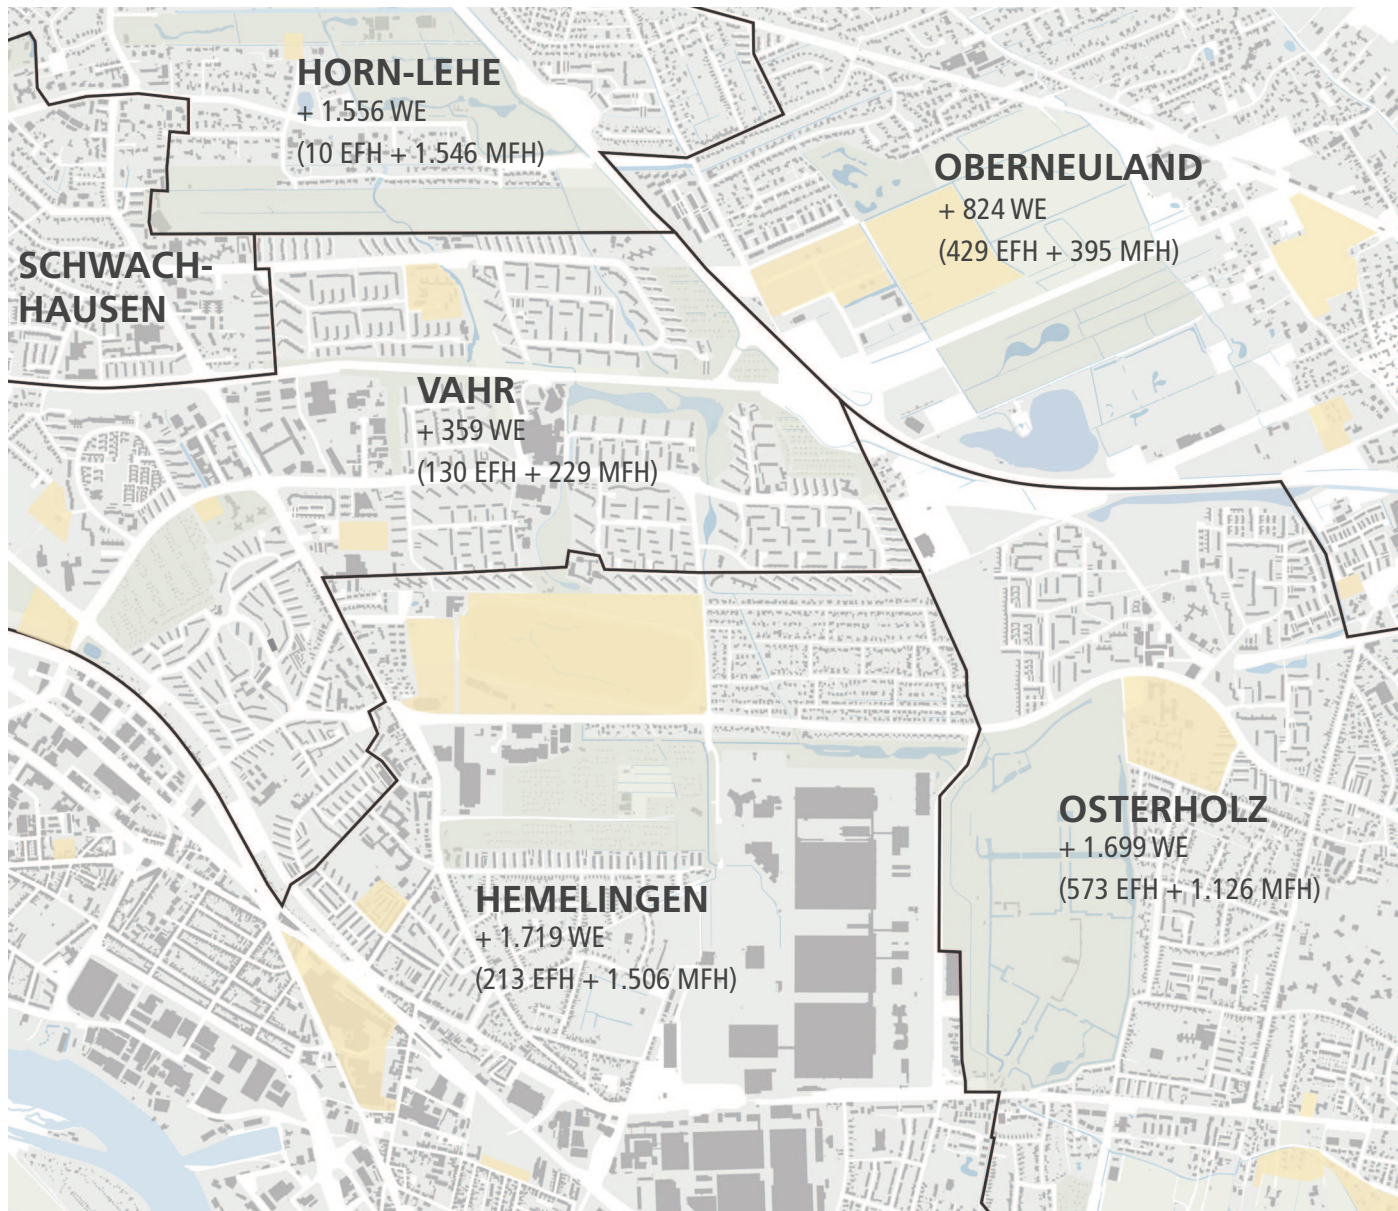 HORN-LEHE
+ 1.556 WE
(10 EFH + 1.546 MFH)
OBERNEULAND
+ 824 WE
(429 EFH + 395 MFH)
SCHWACH-
HAUSEN
VAHR
+ 359 WE
(130 EFH + 229 MFH)
OSTERHOLZ
+ 1.699 WE
(573 EFH + 1.126 MFH)
HEMELINGEN
+ 1.719 WE
(213 EFH + 1.506 MFH)